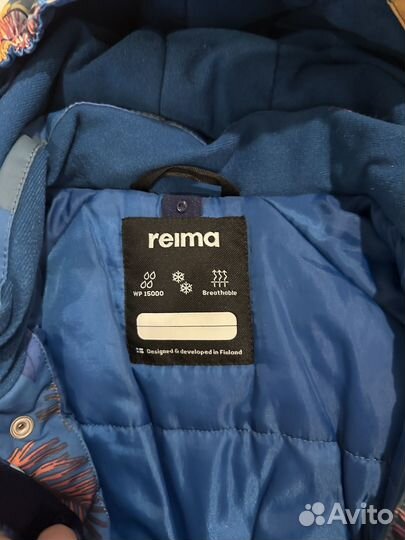 reima
WP 15000
Breathable
Designed & developed in Finland
Avito